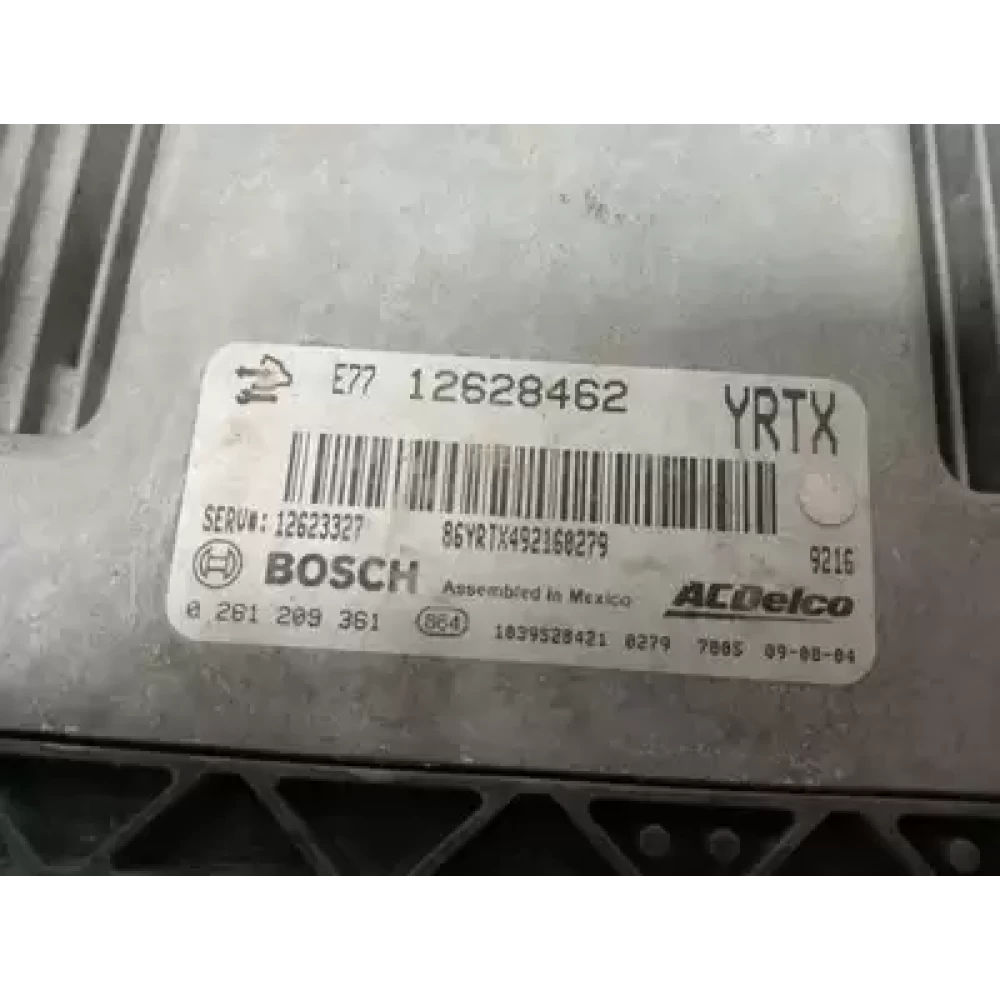 E77 12628462 YRTX
SERV#: 12623327 86YRTX492160279 9216
BOSCH Assembled in Mexico ACDelco
0 261 209 361 864 1039S28421 0279 7805 09-08-04